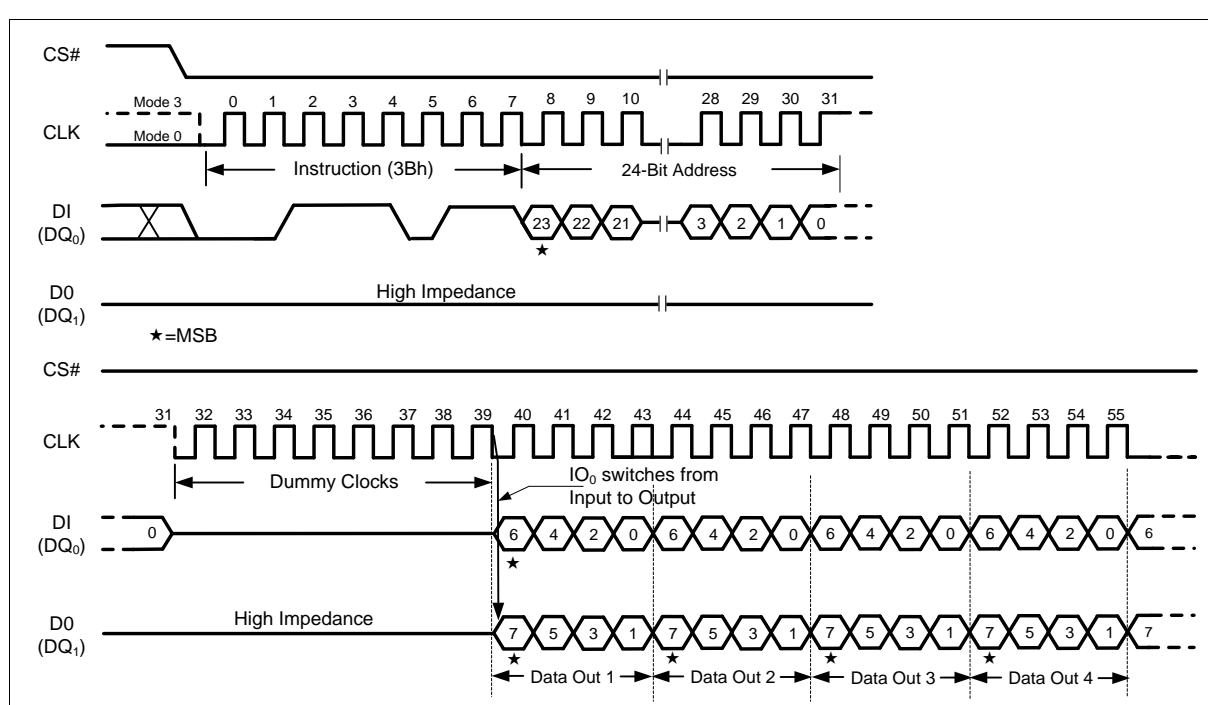 CS#
Mode 3
0 1 2 3 4 5 6 7 8 9 10 28 29 30 31
CLK
Mode 0
Instruction (3Bh)
24-Bit Address
DI
(DQ0)
23 22 21 3 2 1 0
★
D0
(DQ1)
High Impedance
★=MSB
CS#
31 32 33 34 35 36 37 38 39 40 41 42 43 44 45 46 47 48 49 50 51 52 53 54 55
CLK
Dummy Clocks
IO0 switches from
Input to Output
DI
(DQ0)
0 6 4 2 0 6 4 2 0 6 4 2 0 6 4 2 0 6
★
D0
(DQ1)
High Impedance
7 5 3 1 7 5 3 1 7 5 3 1 7 5 3 1 7
★ ★ ★ ★
Data Out 1 Data Out 2 Data Out 3 Data Out 4